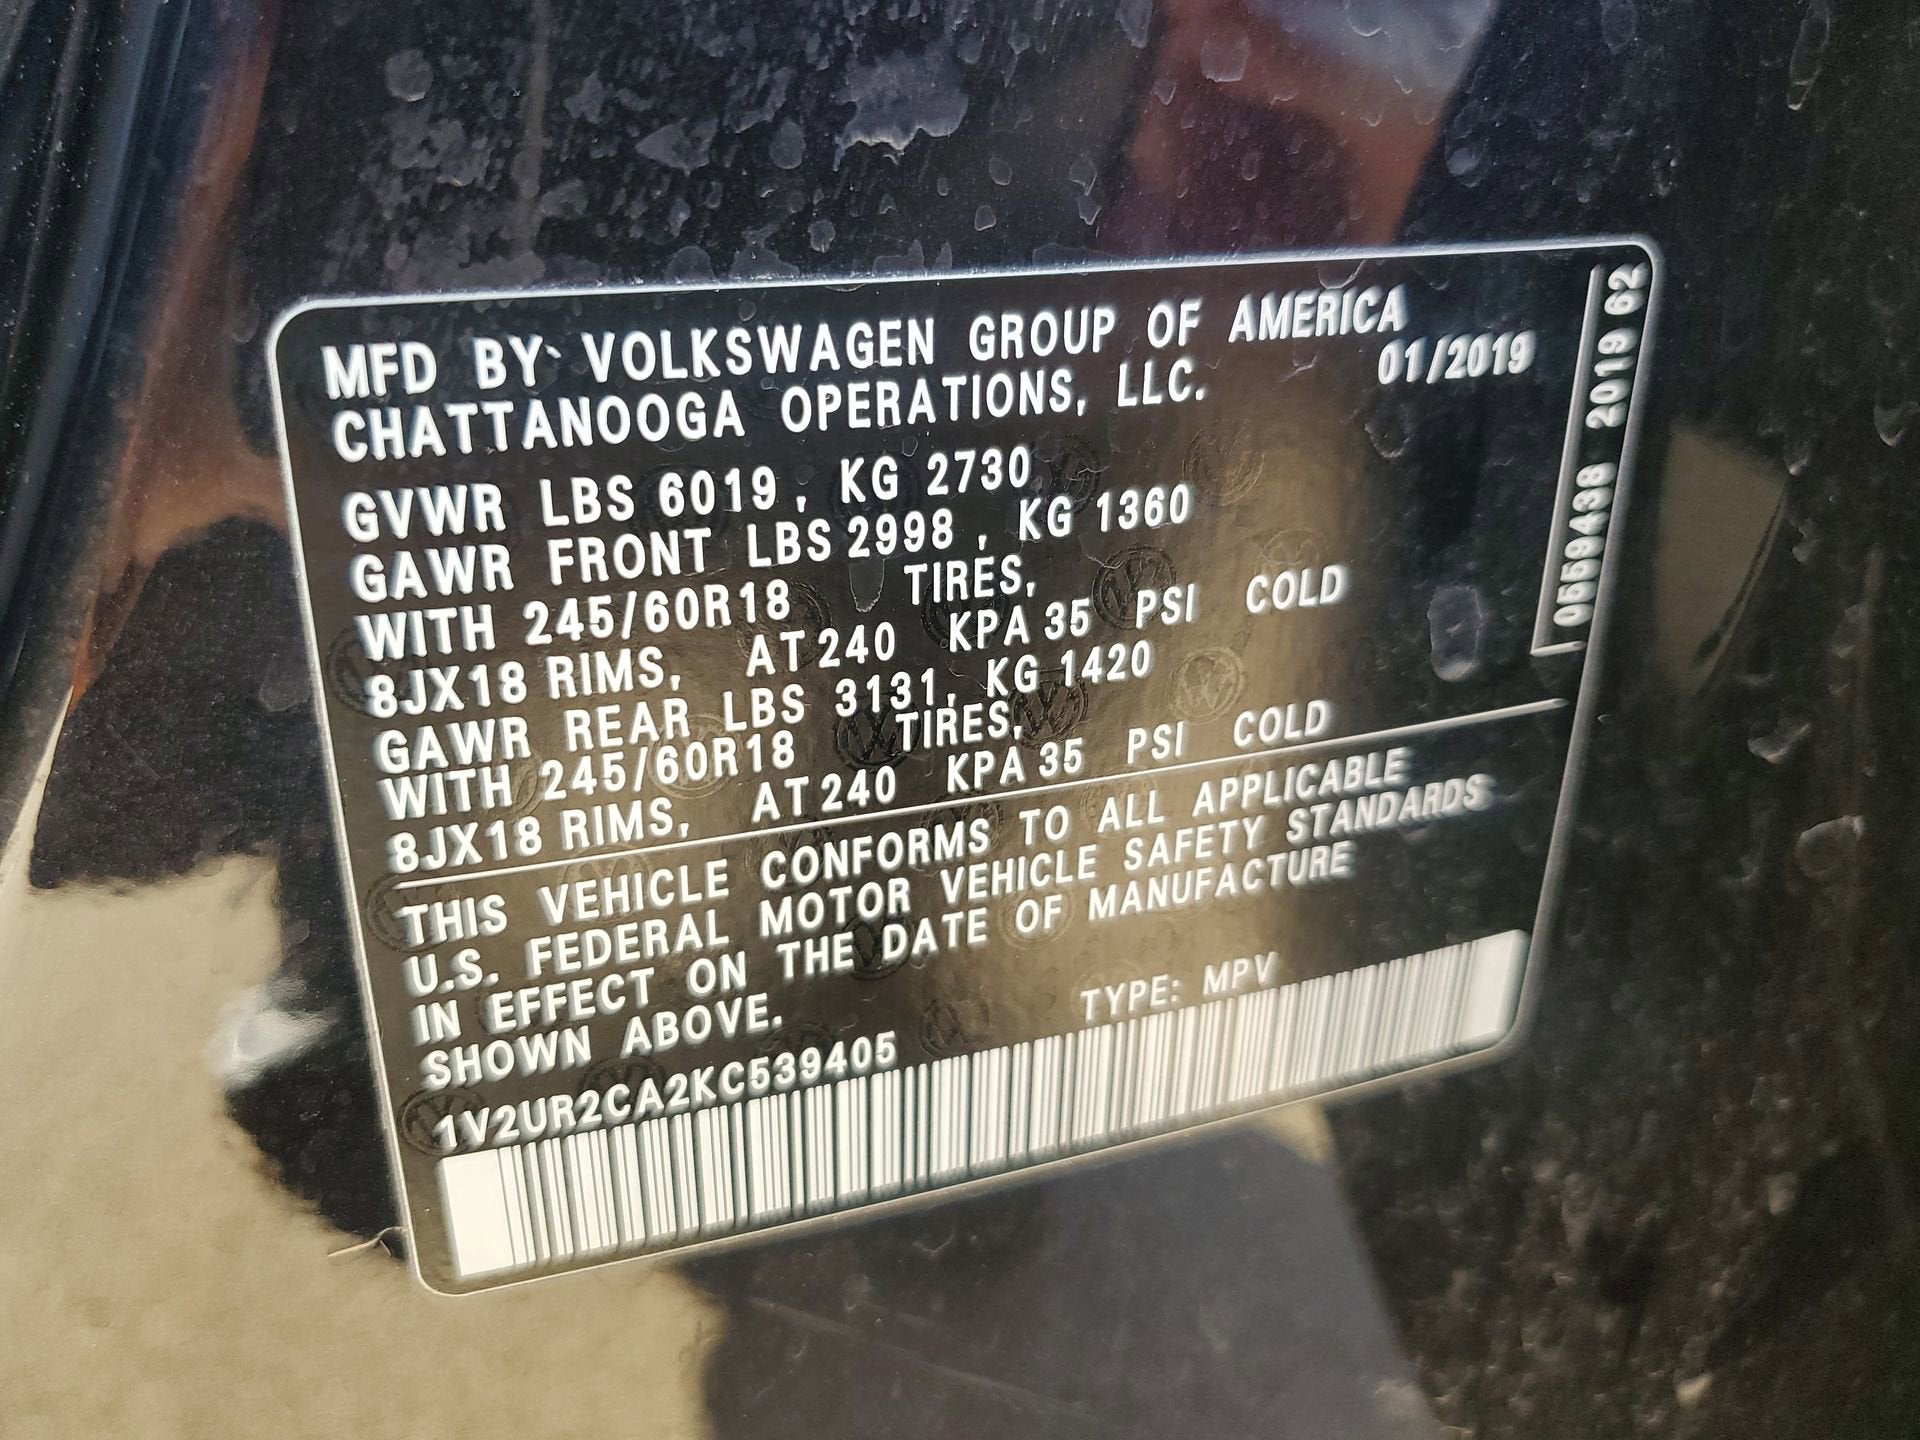 MFD BY VOLKSWAGEN GROUP OF AMERICA
CHATTANOOGA OPERATIONS, LLC.
01/2019
GVWR LBS 6019, KG 2730
GAWR FRONT LBS 2998, KG 1360
WITH 245/60R18 TIRES,
8JX18 RIMS, AT 240 KPA 35 PSI COLD
GAWR REAR LBS 3131, KG 1420
WITH 245/60R18 TIRES,
8JX18 RIMS, AT 240 KPA 35 PSI COLD
THIS VEHICLE CONFORMS TO ALL APPLICABLE
U.S. FEDERAL MOTOR VEHICLE SAFETY STANDARDS
IN EFFECT ON THE DATE OF MANUFACTURE
SHOWN ABOVE.
1V2UR2CA2KC539405 TYPE: MPV
0559438 2019 62